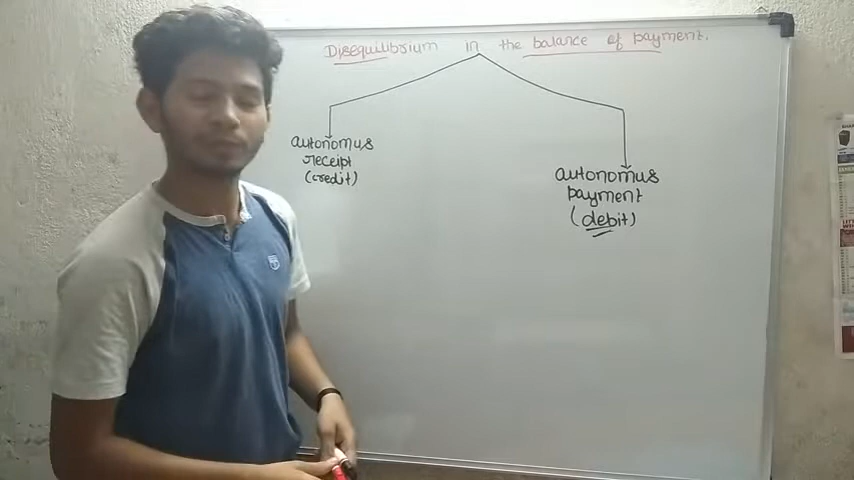 Disequilibrium in the balance of payment.
autonomus
receipt
(credit)
autonomus
payment
(debit)